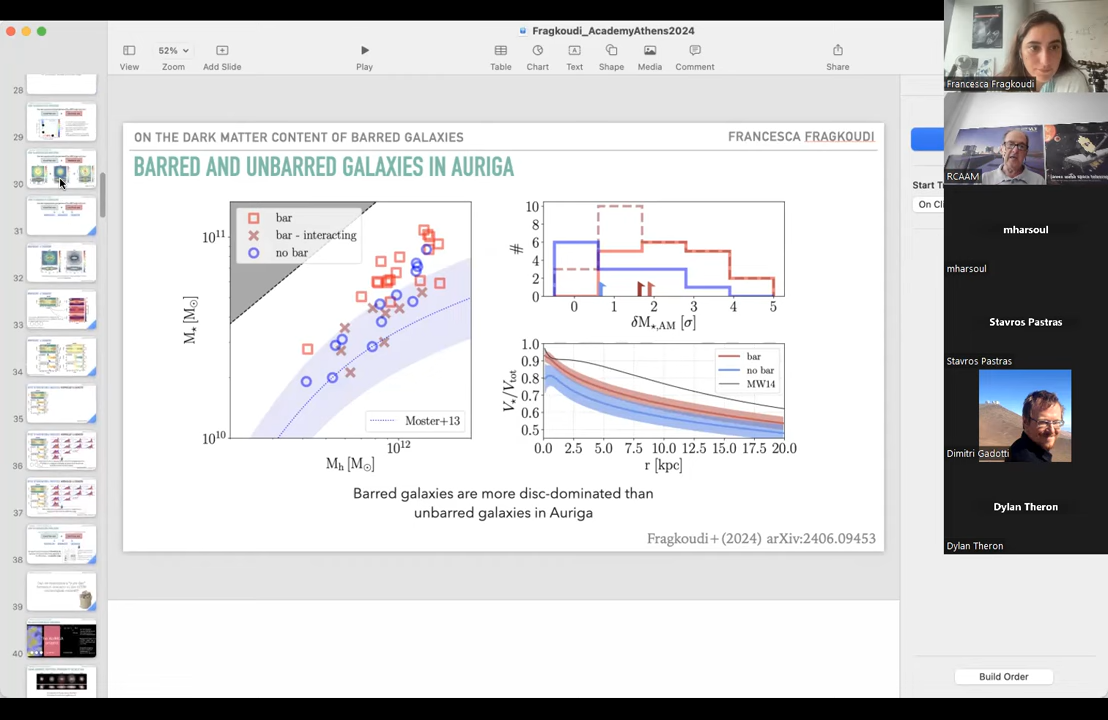 Fragkoudi_AcademyAthens2024
52%
View
Zoom
Add Slide
Play
Table
Chart
Text
Shape
Media
Comment
Share
28
29
30
31
32
33
34
35
36
37
38
39
40
ON THE DARK MATTER CONTENT OF BARRED GALAXIES
FRANCESCA FRAGKOUDI
BARRED AND UNBARRED GALAXIES IN AURIGA
bar
bar - interacting
no bar
10¹¹
M⋆ [M⊙]
10¹⁰
Moster+13
10¹²
Mₕ [M⊙]
10
8
6
4
2
0
#
0 1 2 3 4 5
δM⋆,AM [σ]
1.0
0.9
0.8
0.7
0.6
0.5
V⋆/Vtot
bar
no bar
MW14
0.0 2.5 5.0 7.5 10.0 12.5 15.0 17.5 20.0
r [kpc]
Barred galaxies are more disc-dominated than
unbarred galaxies in Auriga
Fragkoudi+(2024) arXiv:2406.09453
Start
On Cli
Build Order
Francesca Fragkoudi
RCAAM
mharsoul
mharsoul
Stavros Pastras
Stavros Pastras
Dimitri Gadotti
Dylan Theron
Dylan Theron